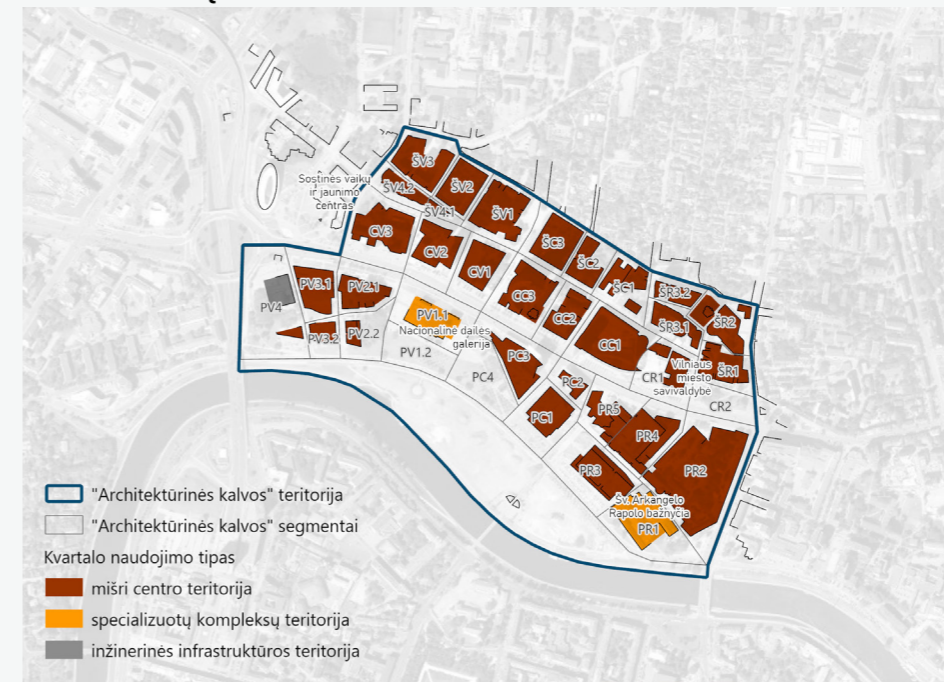 ŠV3
ŠV4.2
ŠV2
Sostinės vaikų
ir jaunimo
centras
ŠV4.1
ŠV1
CV3
CV2
ŠC3
ŠC2
CV1
ŠC1
PV3.1
PV2.1
CC3
ŠR3.2
PV4
PV1.1
CC2
ŠR3.1
ŠR2
Nacionalinė dailės
galerija
PV3.2
PV2.2
CC1
PV1.2
PC3
Vilniaus
miesto
savivaldybė
ŠR1
PC4
PC2
CR1
CR2
PC1
PR5
PR4
PR3
PR2
Šv. Arkangelo
Rapolo bažnyčia
PR1
"Architektūrinės kalvos" teritorija
"Architektūrinės kalvos" segmentai
Kvartalo naudojimo tipas
mišri centro teritorija
specializuotų kompleksų teritorija
inžinerinės infrastruktūros teritorija